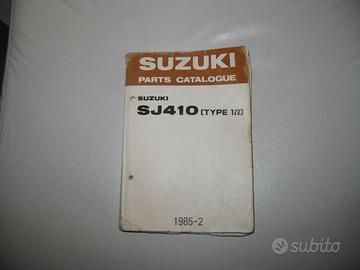 SUZUKI
PARTS CATALOGUE
SUZUKI
SJ410 [TYPE 1/2]
1985-2
subito